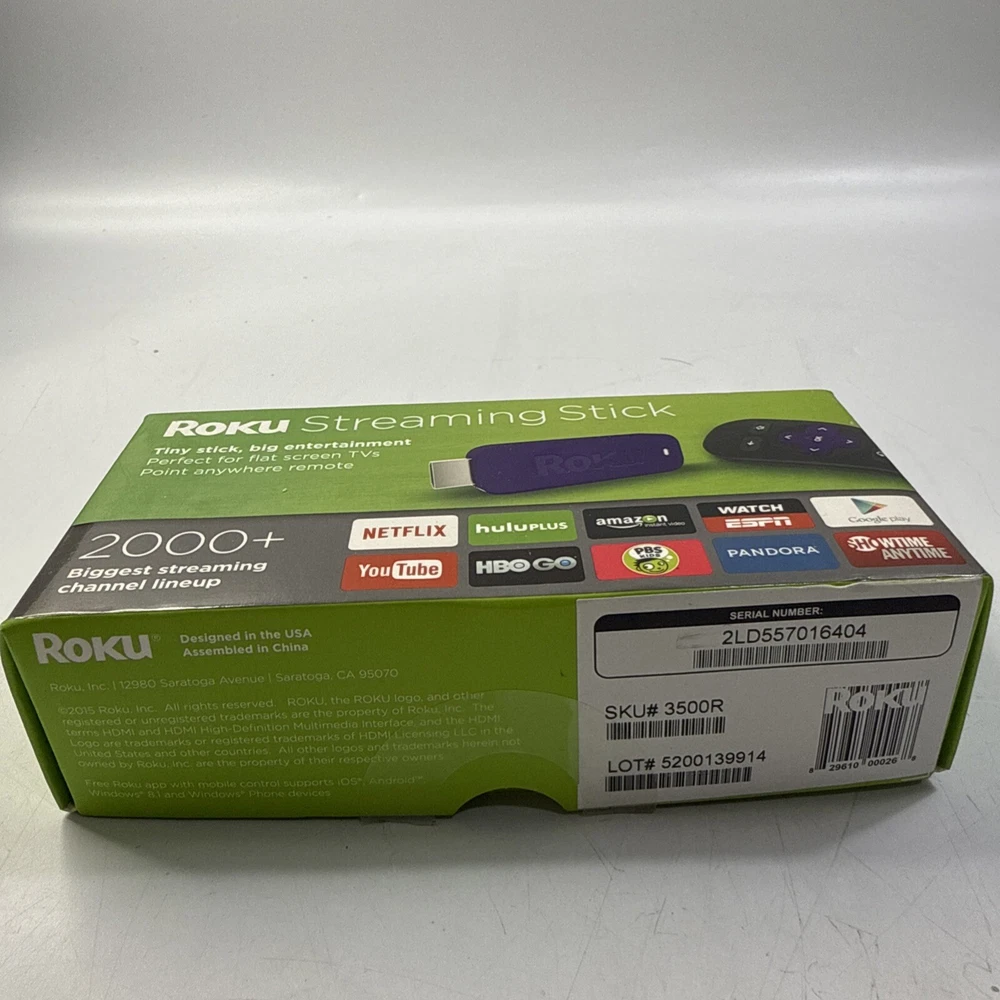 Roku Streaming Stick
Tiny stick, big entertainment
Perfect for flat screen TVs
Point anywhere remote
Roku
OK
2000+
Biggest streaming
channel lineup
NETFLIX
huluPLUS
amazon instant video
WATCH ESPN
Google play
YouTube
HBO GO
PBS KIDS
PANDORA
SHOWTIME ANYTIME
ROKU®
Designed in the USA
Assembled in China
Roku, Inc. | 12980 Saratoga Avenue | Saratoga, CA 95070
©2015 Roku, Inc. All rights reserved. ROKU, the ROKU logo, and other
registered or unregistered trademarks are the property of Roku, Inc. The
terms HDMI and HDMI High-Definition Multimedia Interface, and the HDMI
Logo are trademarks or registered trademarks of HDMI Licensing LLC in the
United States and other countries. All other logos and trademarks herein not
owned by Roku, Inc. are the property of their respective owners.
Free Roku app with mobile control supports iOS®, Android™
Windows® 8.1 and Windows® Phone devices
SERIAL NUMBER:
2LD557016404
SKU# 3500R
LOT# 5200139914
ROKU
8 29610 00026 8